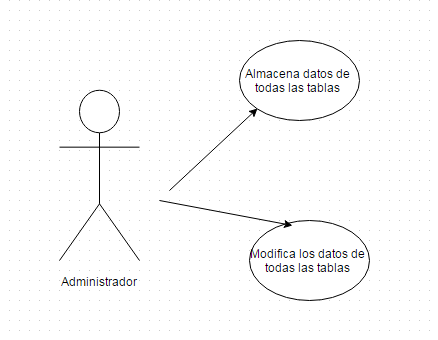 Almacena datos de
todas las tablas
Modifica los datos de
todas las tablas
Administrador